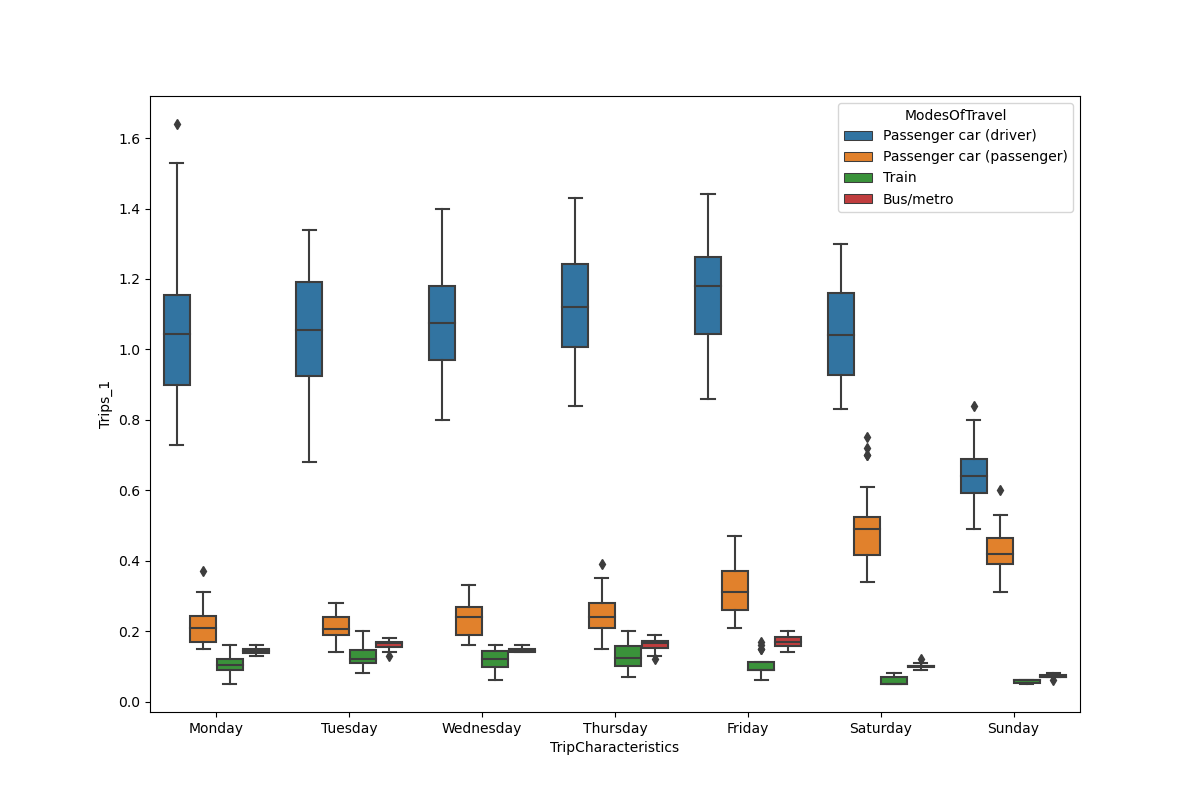 ModesOfTravel
Passenger car (driver)
Passenger car (passenger)
Train
Bus/metro
1.6
1.4
1.2
1.0
0.8
0.6
0.4
0.2
0.0
Trips_1
Monday Tuesday Wednesday Thursday Friday Saturday Sunday
TripCharacteristics